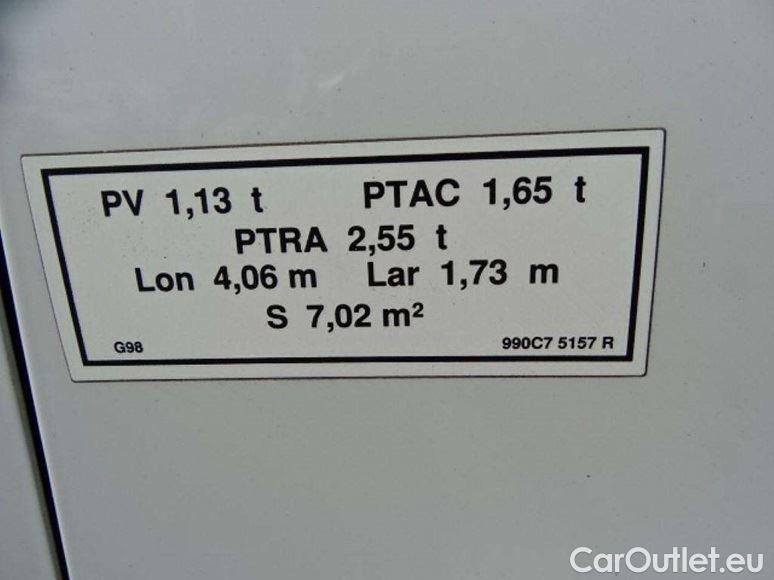 PV 1,13 t PTAC 1,65 t
PTRA 2,55 t
Lon 4,06 m Lar 1,73 m
S 7,02 m²
G98 990C7 5157 R
CarOutlet.eu